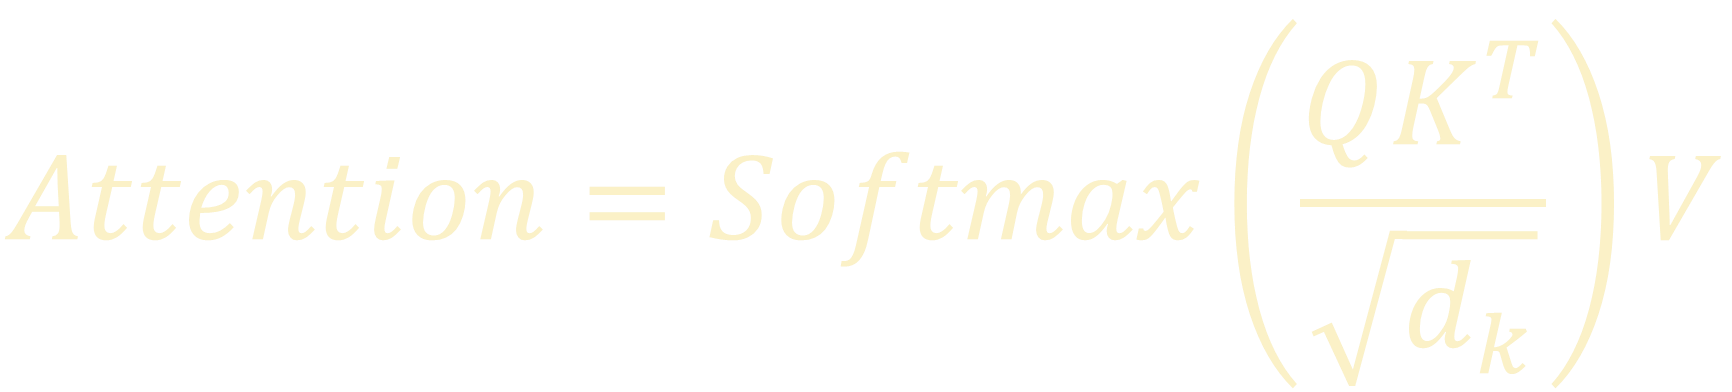 Attention = Softmax(QK^T / √d_k) V